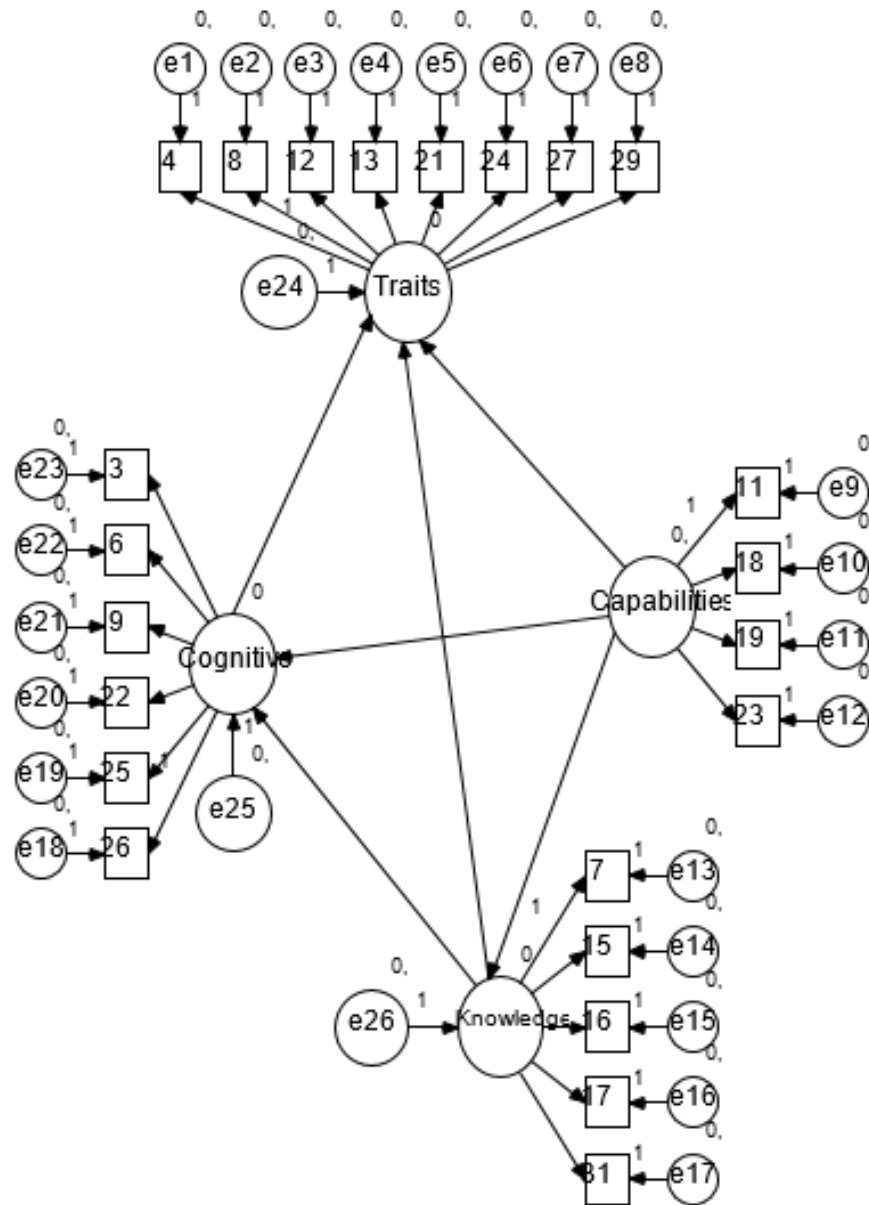 0, 0, 0, 0, 0, 0, 0, 0,
e1 e2 e3 e4 e5 e6 e7 e8
1 1 1 1 1 1 1 1
4 8 12 13 21 24 27 29
1
0, 0
1
e24 Traits
0,
1
e23 3
0,
1
e22 6
0,
1
e21 9
0,
1
e20 22
0,
1
e19 25 1
0,
1
e18 26
0
Cognitive
1
0,
e25
0
1 1
11 e9
0, 0
1
18 e10
Capabilities
0
1
19 e11
0
1
23 e12
0,
1
7 e13
1
0,
1
15 e14
0
0,
1
16 e15
0,
1
e26 Knowledge
0,
1
17 e16
0,
1
31 e17